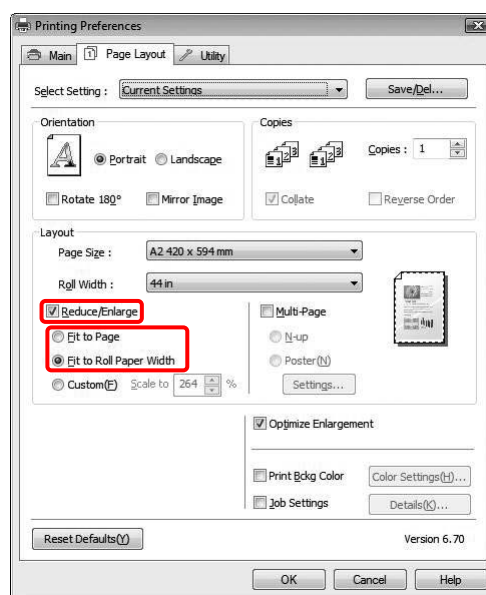 Printing Preferences
Main Page Layout Utility
Select Setting : Current Settings Save/Del...
Orientation
Portrait Landscape
Rotate 180° Mirror Image
Copies
Copies : 1
Collate Reverse Order
Layout
Page Size : A2 420 x 594 mm
Roll Width : 44 in
Reduce/Enlarge
Fit to Page
Fit to Roll Paper Width
Custom(F) Scale to 264 %
Multi-Page
N-up
Poster(N)
Settings...
Optimize Enlargement
Print Bckg Color Color Settings(H)...
Job Settings Details(K)...
Reset Defaults(Y) Version 6.70
OK Cancel Help